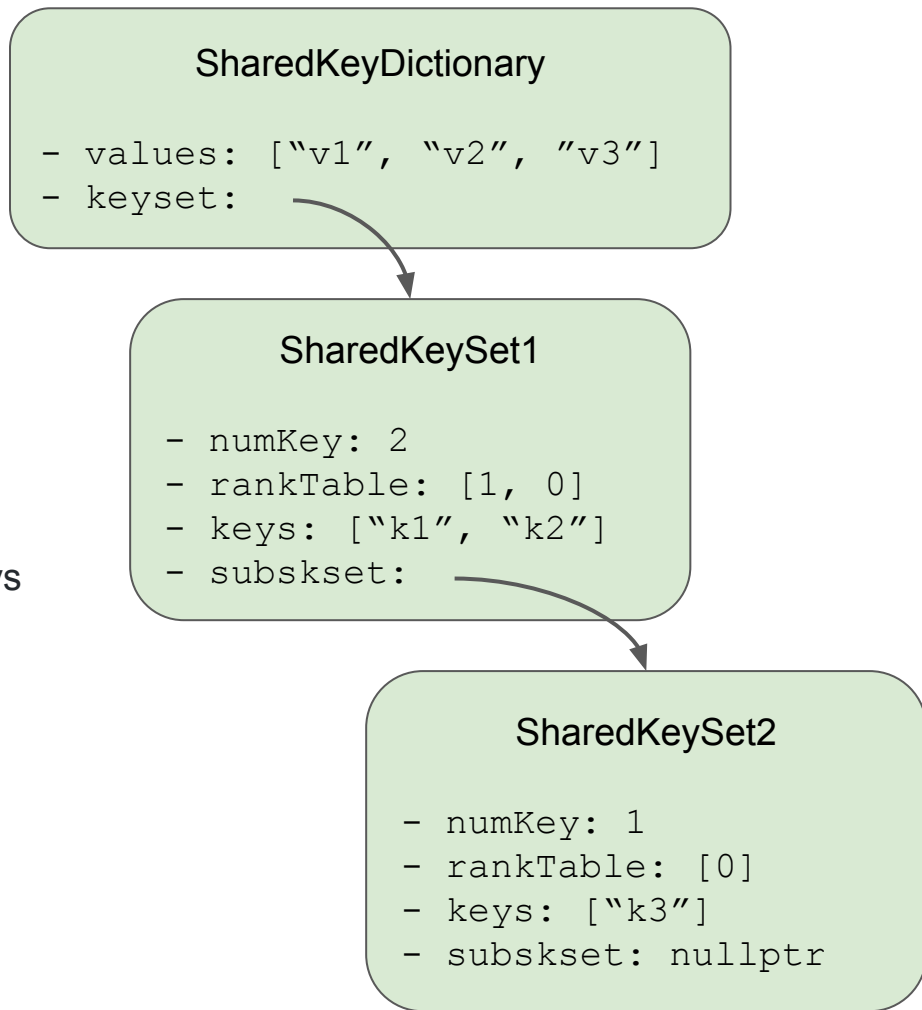 SharedKeyDictionary
- values: [“v1”, “v2”, ”v3”]
- keyset:
SharedKeySet1
- numKey: 2
- rankTable: [1, 0]
- keys: [“k1”, “k2”]
- subskset:
ys
SharedKeySet2
- numKey: 1
- rankTable: [0]
- keys: [“k3”]
- subskset: nullptr